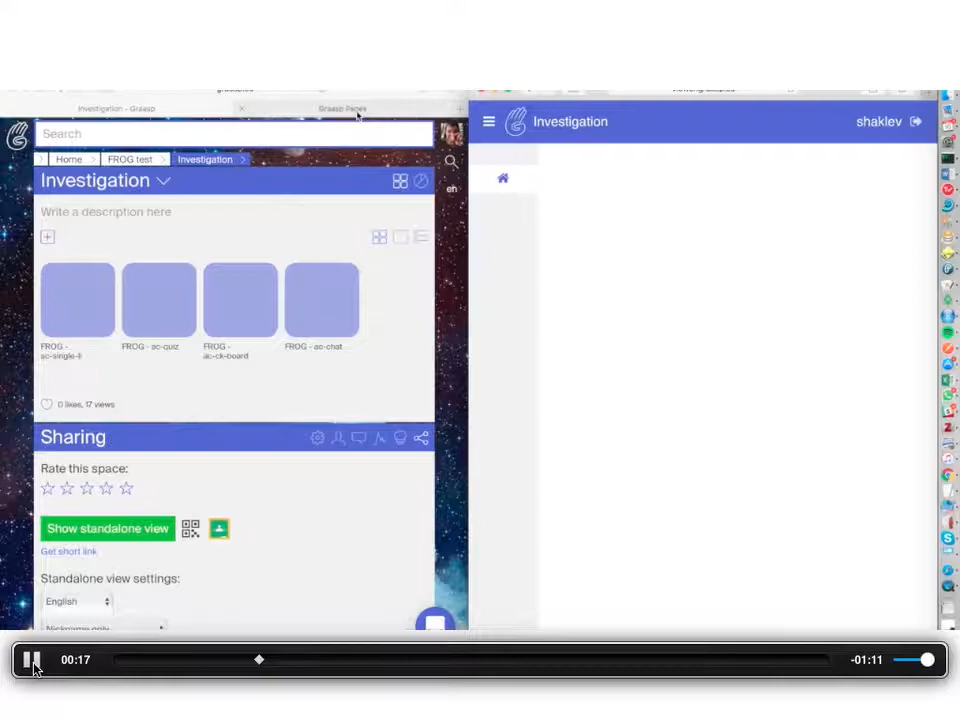 Investigation - Graasp
Graasp Pages
Search
Home
FROG test
Investigation
en
Investigation
Write a description here
FROG -
ac-single-li
FROG - ac-quiz
FROG -
ac-ck-board
FROG - ac-chat
0 likes, 17 views
Sharing
Rate this space:
Show standalone view
Get short link
Standalone view settings:
English
Nickname only
Investigation
shaklev
00:17
-01:11